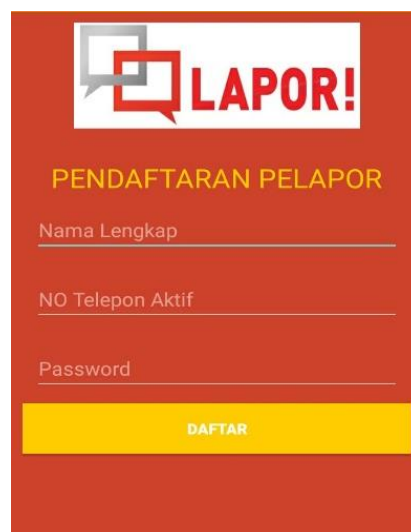 LAPOR!
PENDAFTARAN PELAPOR
Nama Lengkap
NO Telepon Aktif
Password
DAFTAR